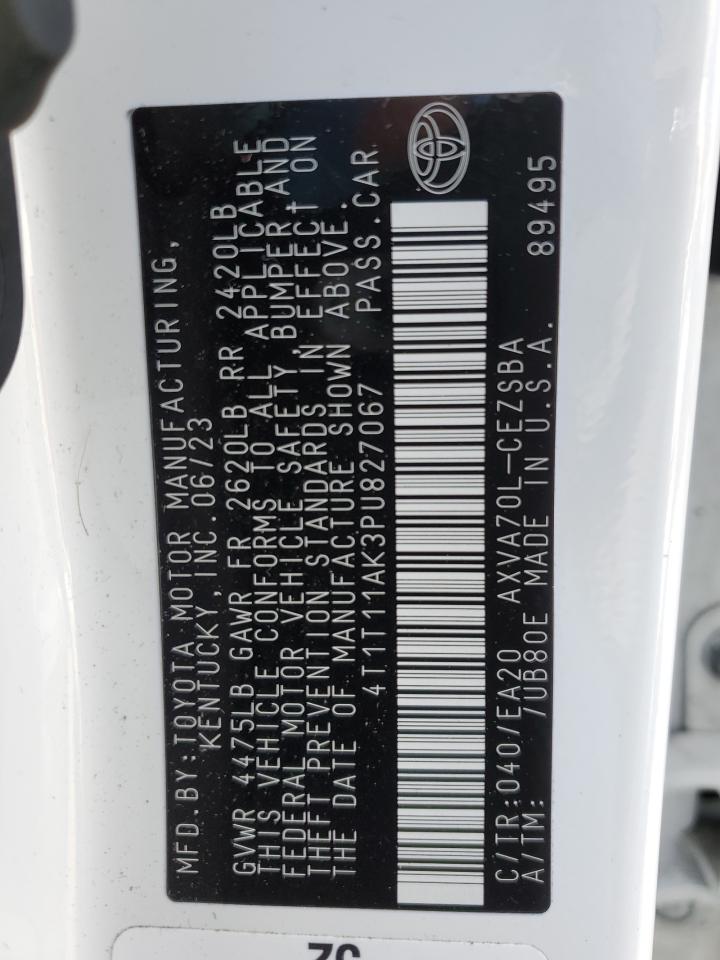 MFD.BY:TOYOTA MOTOR MANUFACTURING,
KENTUCKY,INC.06/23
GVWR 4475LB GAWR FR 2620LB RR 2420LB
THIS VEHICLE CONFORMS TO ALL APPLICABLE
FEDERAL MOTOR VEHICLE SAFETY, BUMPER, AND
THEFT PREVENTION STANDARDS IN EFFECT ON
THE DATE OF MANUFACTURE SHOWN ABOVE.
4T1T11AK3PU827067 PASS.CAR
C/TR:040/EA20 AXVA70L-CEZSBA 89495
A/TM: /UB80E MADE IN U.S.A.